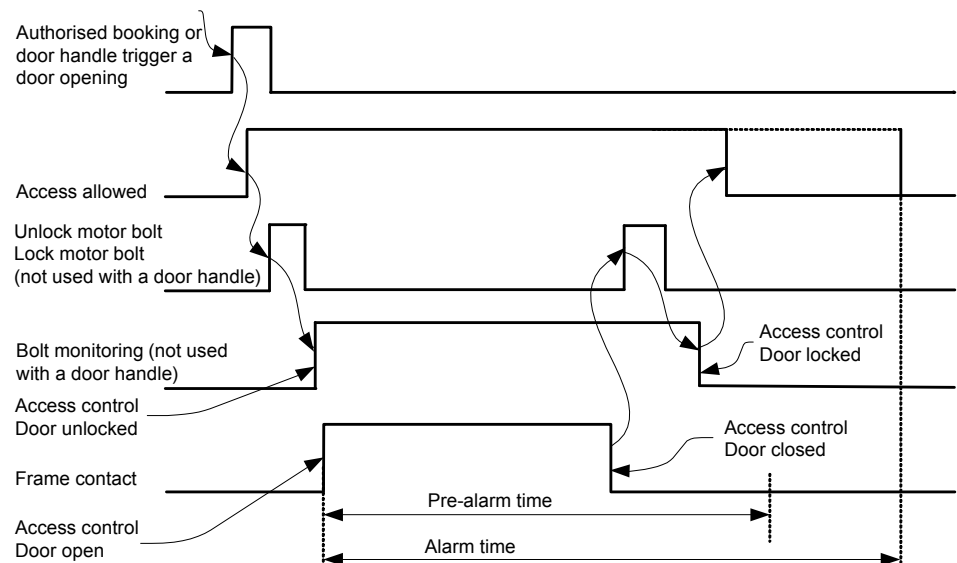 Authorised booking or
door handle trigger a
door opening
Access allowed
Unlock motor bolt
Lock motor bolt
(not used with a door handle)
Bolt monitoring (not used
with a door handle)
Access control
Door unlocked
Access control
Door locked
Access control
Door closed
Frame contact
Pre-alarm time
Access control
Door open
Alarm time